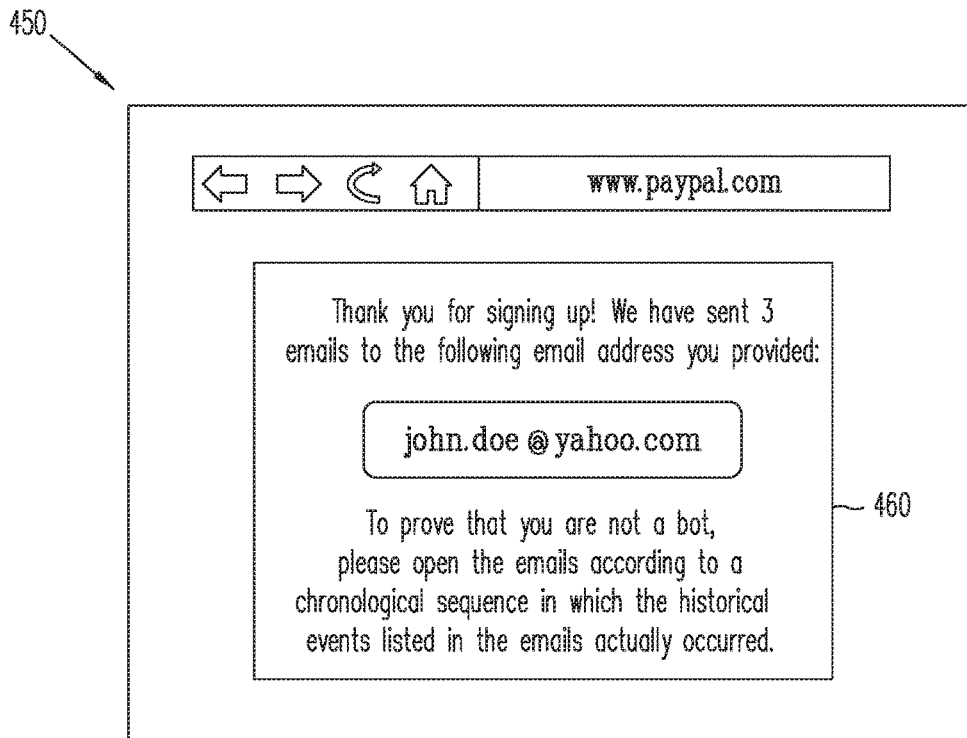 450
www.paypal.com
Thank you for signing up! We have sent 3
emails to the following email address you provided:
john.doe @ yahoo.com
460
To prove that you are not a bot,
please open the emails according to a
chronological sequence in which the historical
events listed in the emails actually occurred.